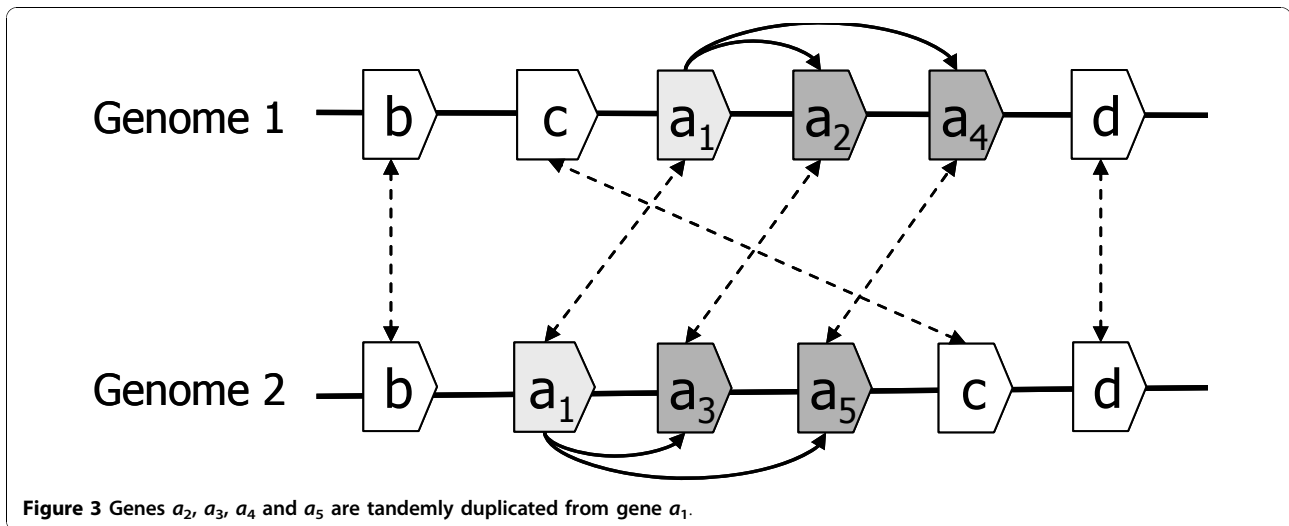 Genome 1 b c a₁ a₂ a₄ d
Genome 2 b a₁ a₃ a₅ c d
Figure 3 Genes a₂, a₃, a₄ and a₅ are tandemly duplicated from gene a₁.